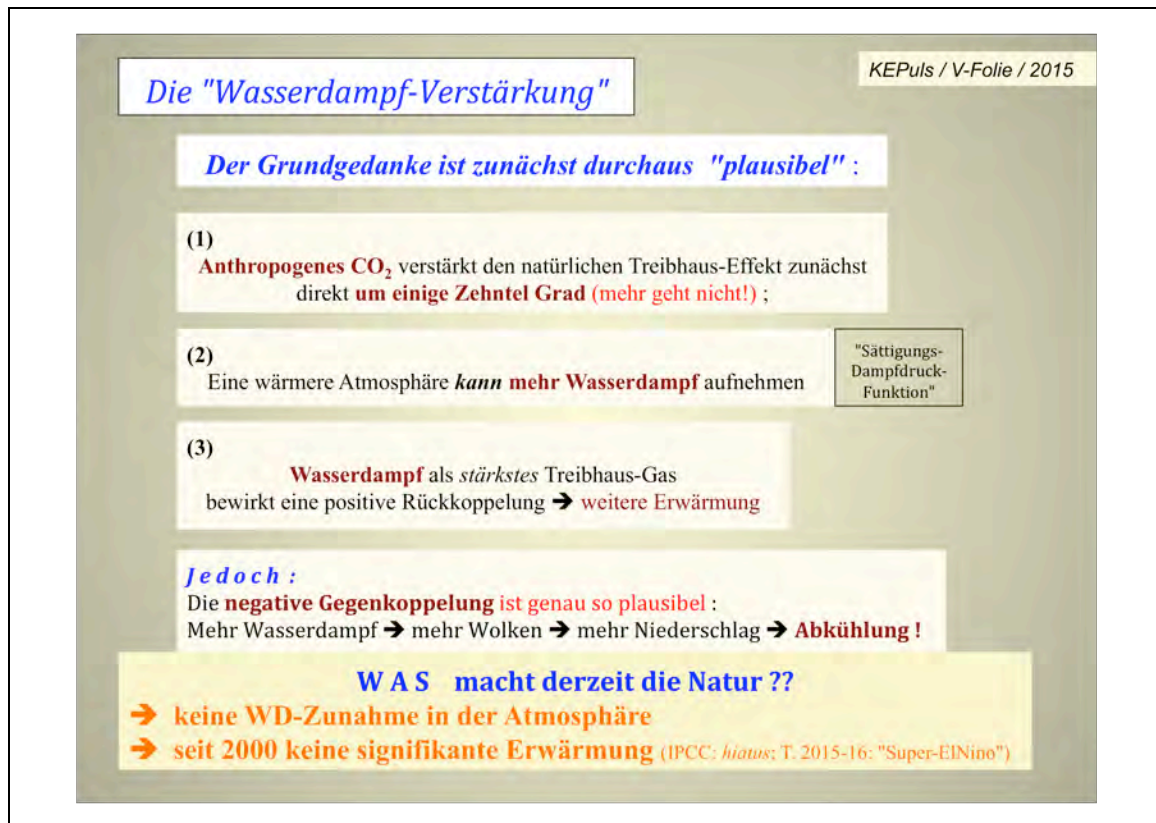 KEPuls / V-Folie / 2015
Die "Wasserdampf-Verstärkung"
Der Grundgedanke ist zunächst durchaus "plausibel" :
(1)
Anthropogenes CO₂ verstärkt den natürlichen Treibhaus-Effekt zunächst
direkt um einige Zehntel Grad (mehr geht nicht!) ;
(2)
Eine wärmere Atmosphäre kann mehr Wasserdampf aufnehmen
"Sättigungs-
Dampfdruck-
Funktion"
(3)
Wasserdampf als stärkstes Treibhaus-Gas
bewirkt eine positive Rückkoppelung ➔ weitere Erwärmung
Jedoch :
Die negative Gegenkoppelung ist genau so plausibel :
Mehr Wasserdampf ➔ mehr Wolken ➔ mehr Niederschlag ➔ Abkühlung !
WAS macht derzeit die Natur ??
➔ keine WD-Zunahme in der Atmosphäre
➔ seit 2000 keine signifikante Erwärmung (IPCC: hiatus; T. 2015-16: "Super-ElNino")